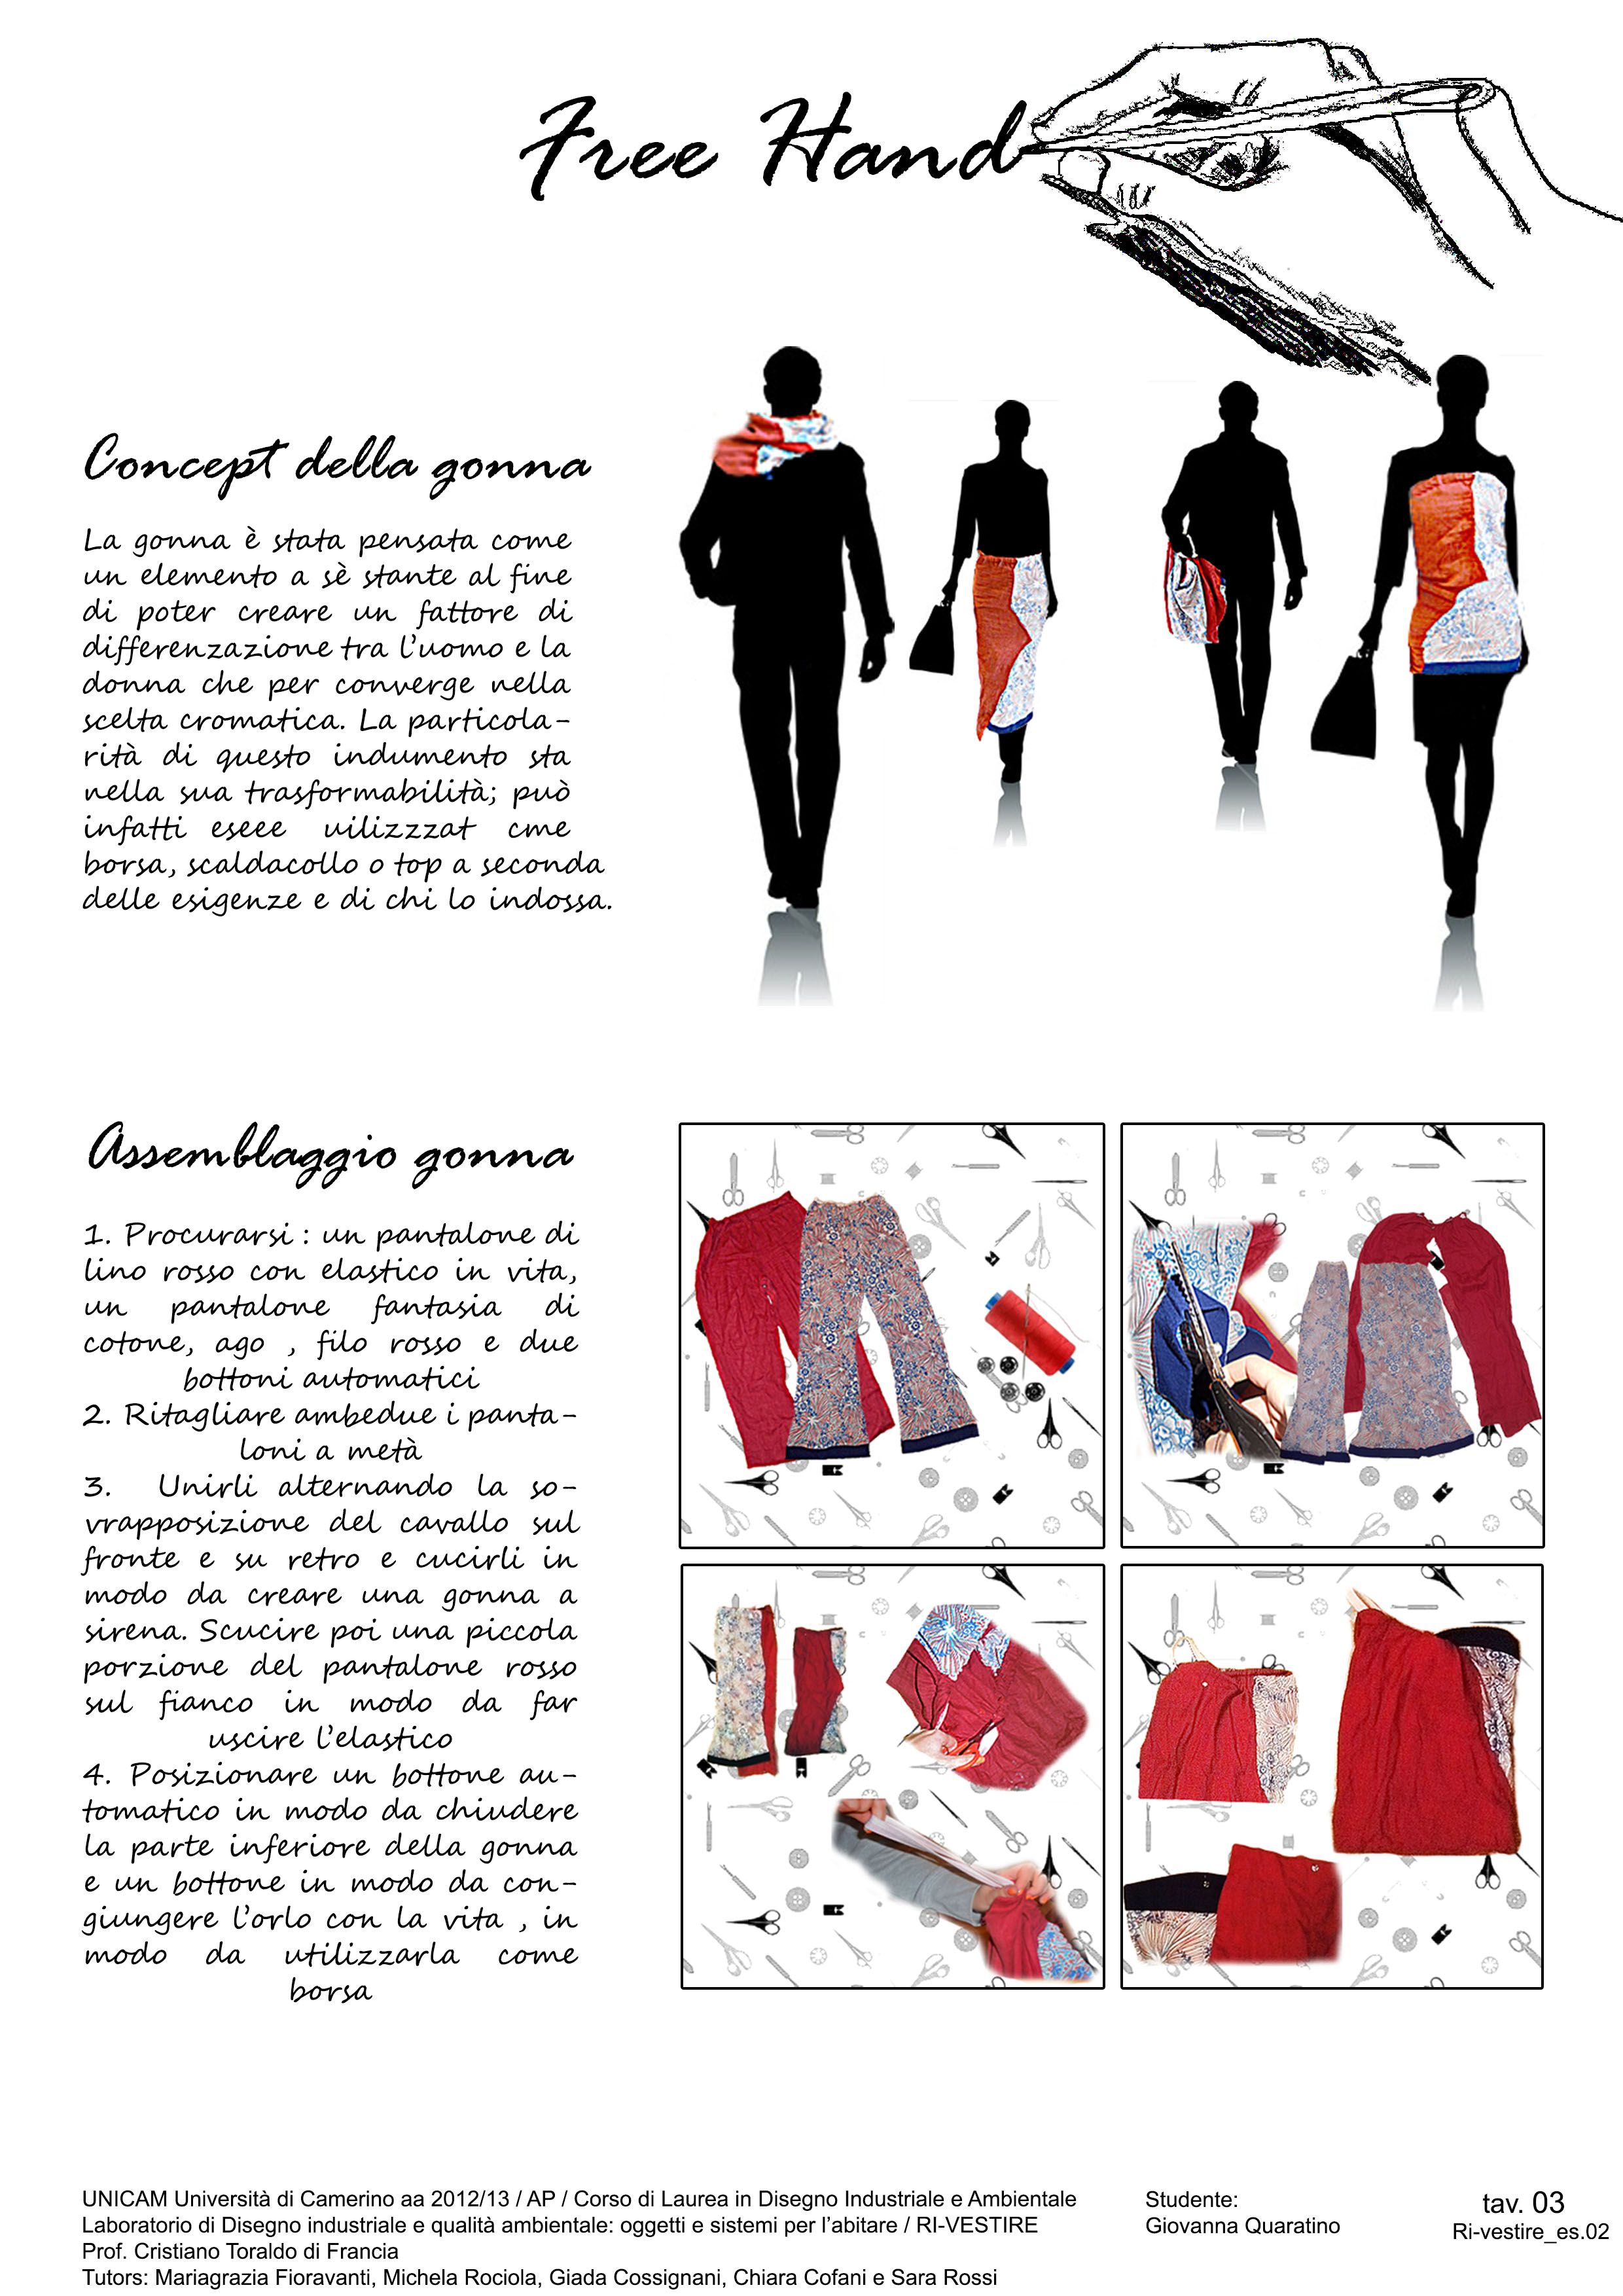 Free Hand
Concept della gonna
La gonna è stata pensata come
un elemento a sè stante al fine
di poter creare un fattore di
differenzazione tra l'uomo e la
donna che per converge nella
scelta cromatica. La particola-
rità di questo indumento sta
nella sua trasformabilità; può
infatti eseee uilizzzat cme
borsa, scaldacollo o top a seconda
delle esigenze e di chi lo indossa.
Assemblaggio gonna
1. Procurarsi : un pantalone di
lino rosso con elastico in vita,
un pantalone fantasia di
cotone, ago , filo rosso e due
bottoni automatici
2. Ritagliare ambedue i panta-
loni a metà
3. Unirli alternando la so-
vrapposizione del cavallo sul
fronte e su retro e cucirli in
modo da creare una gonna a
sirena. Scucire poi una piccola
porzione del pantalone rosso
sul fianco in modo da far
uscire l'elastico
4. Posizionare un bottone au-
tomatico in modo da chiudere
la parte inferiore della gonna
e un bottone in modo da con-
giungere l'orlo con la vita , in
modo da utilizzarla come
borsa
UNICAM Università di Camerino aa 2012/13 / AP / Corso di Laurea in Disegno Industriale e Ambientale
Laboratorio di Disegno industriale e qualità ambientale: oggetti e sistemi per l'abitare / RI-VESTIRE
Prof. Cristiano Toraldo di Francia
Tutors: Mariagrazia Fioravanti, Michela Rociola, Giada Cossignani, Chiara Cofani e Sara Rossi
Studente:
Giovanna Quaratino
tav. 03
Ri-vestire_es.02